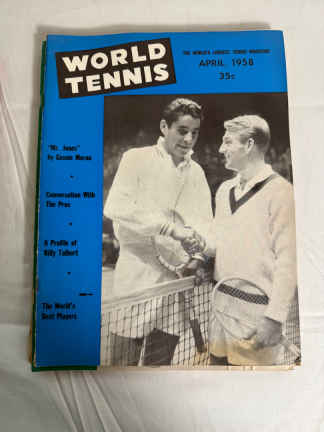 WORLD
TENNIS
THE WORLD'S LARGEST TENNIS MAGAZINE
APRIL, 1958
35c
"Mr. Jones"
by Gussie Moran
Conversation With
The Pros
A Profile of
Billy Talbert
The World's
Best Players